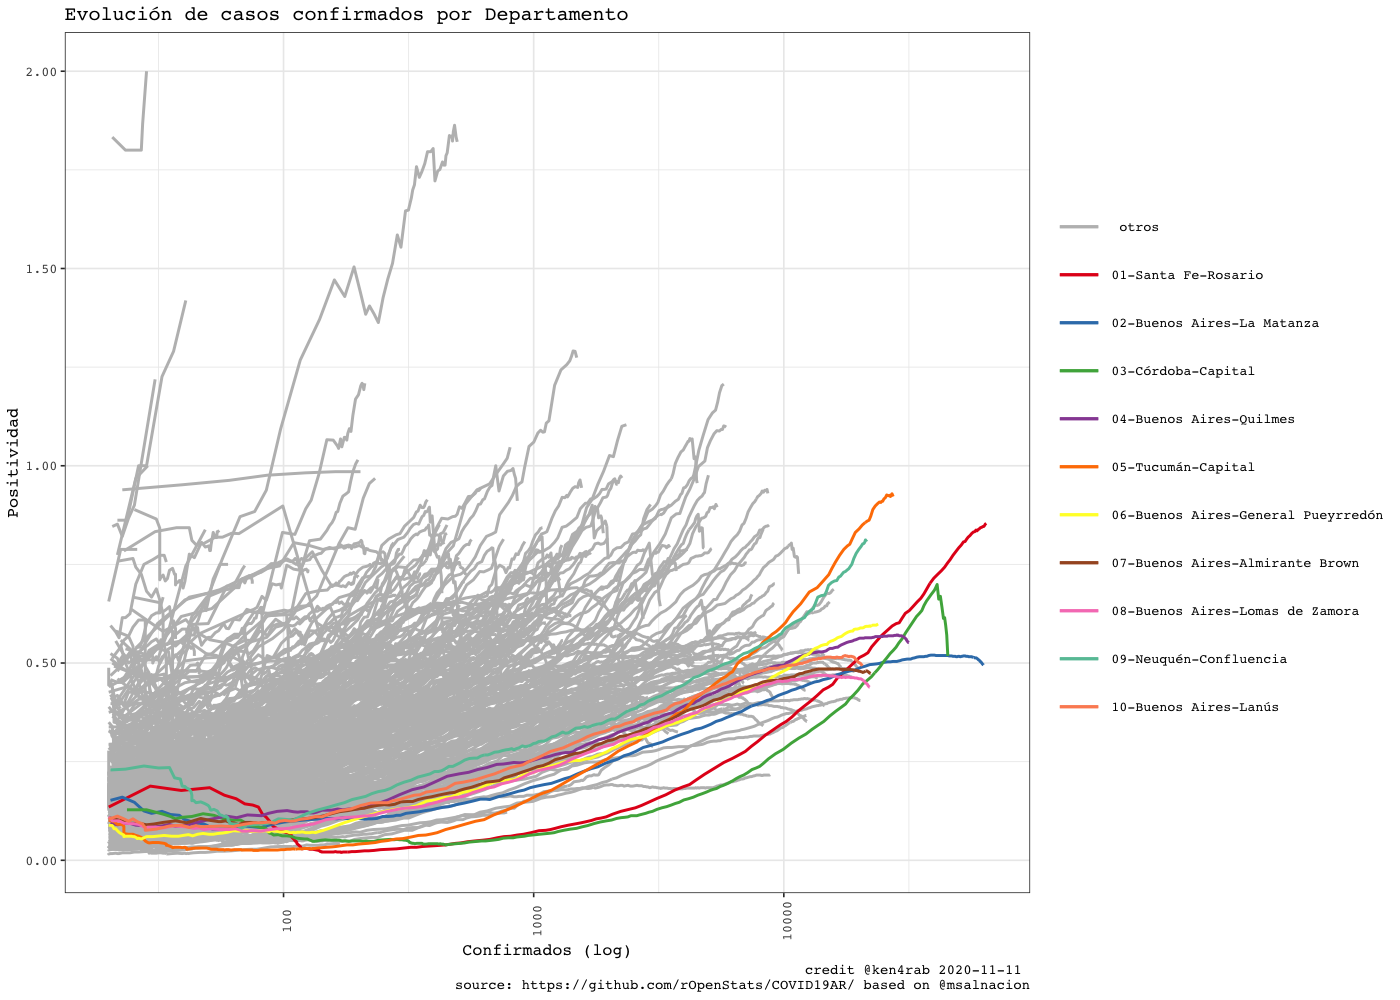 Evolución de casos confirmados por Departamento
Positividad
2.00
1.50
1.00
0.50
0.00
100
1000
10000
Confirmados (log)
otros
01-Santa Fe-Rosario
02-Buenos Aires-La Matanza
03-Córdoba-Capital
04-Buenos Aires-Quilmes
05-Tucumán-Capital
06-Buenos Aires-General Pueyrredón
07-Buenos Aires-Almirante Brown
08-Buenos Aires-Lomas de Zamora
09-Neuquén-Confluencia
10-Buenos Aires-Lanús
credit @ken4rab 2020-11-11
source: https://github.com/rOpenStats/COVID19AR/ based on @msalnacion